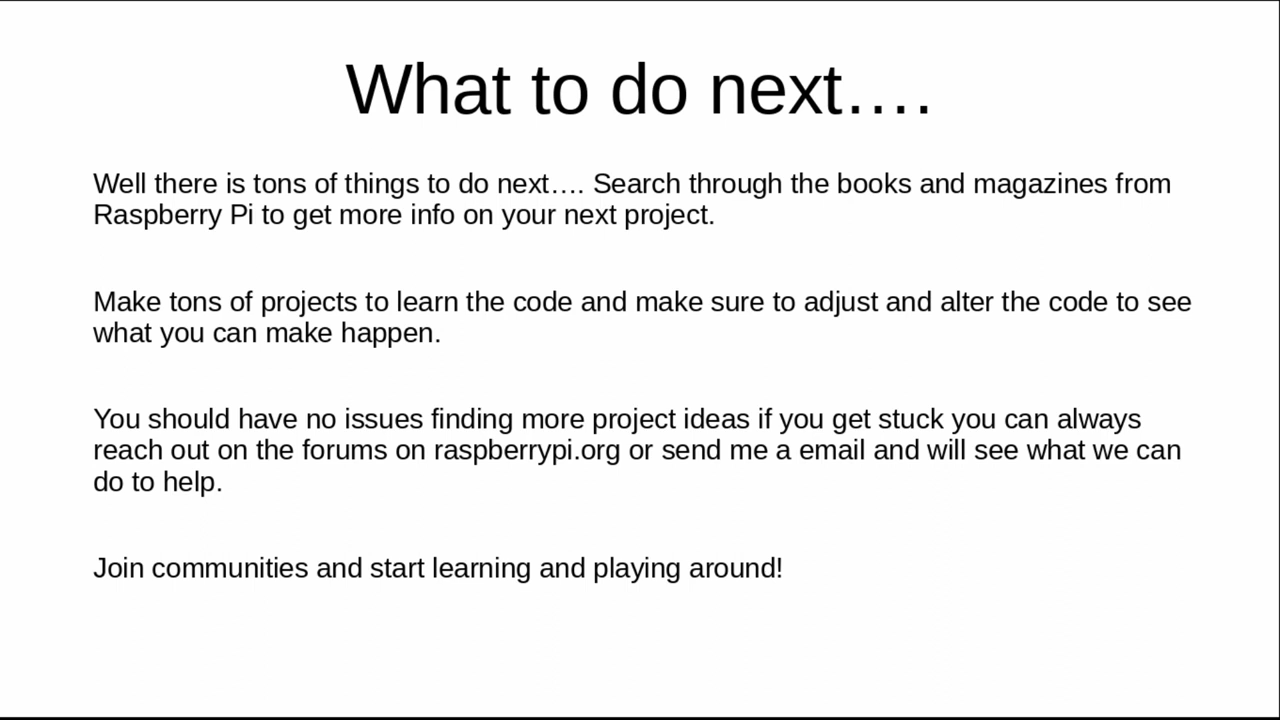 What to do next….
Well there is tons of things to do next…. Search through the books and magazines from
Raspberry Pi to get more info on your next project.
Make tons of projects to learn the code and make sure to adjust and alter the code to see
what you can make happen.
You should have no issues finding more project ideas if you get stuck you can always
reach out on the forums on raspberrypi.org or send me a email and will see what we can
do to help.
Join communities and start learning and playing around!